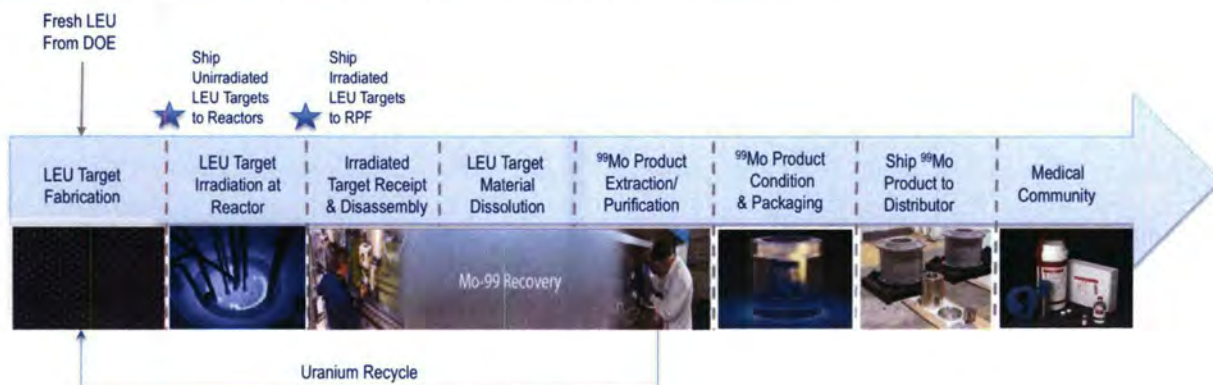 Fresh LEU
From DOE
Ship
Unirradiated
LEU Targets
to Reactors
Ship
Irradiated
LEU Targets
to RPF
LEU Target
Fabrication
LEU Target
Irradiation at
Reactor
Irradiated
Target Receipt
& Disassembly
LEU Target
Material
Dissolution
⁹⁹Mo Product
Extraction/
Purification
⁹⁹Mo Product
Condition
& Packaging
Ship ⁹⁹Mo
Product to
Distributor
Medical
Community
Mo-99 Recovery
Uranium Recycle